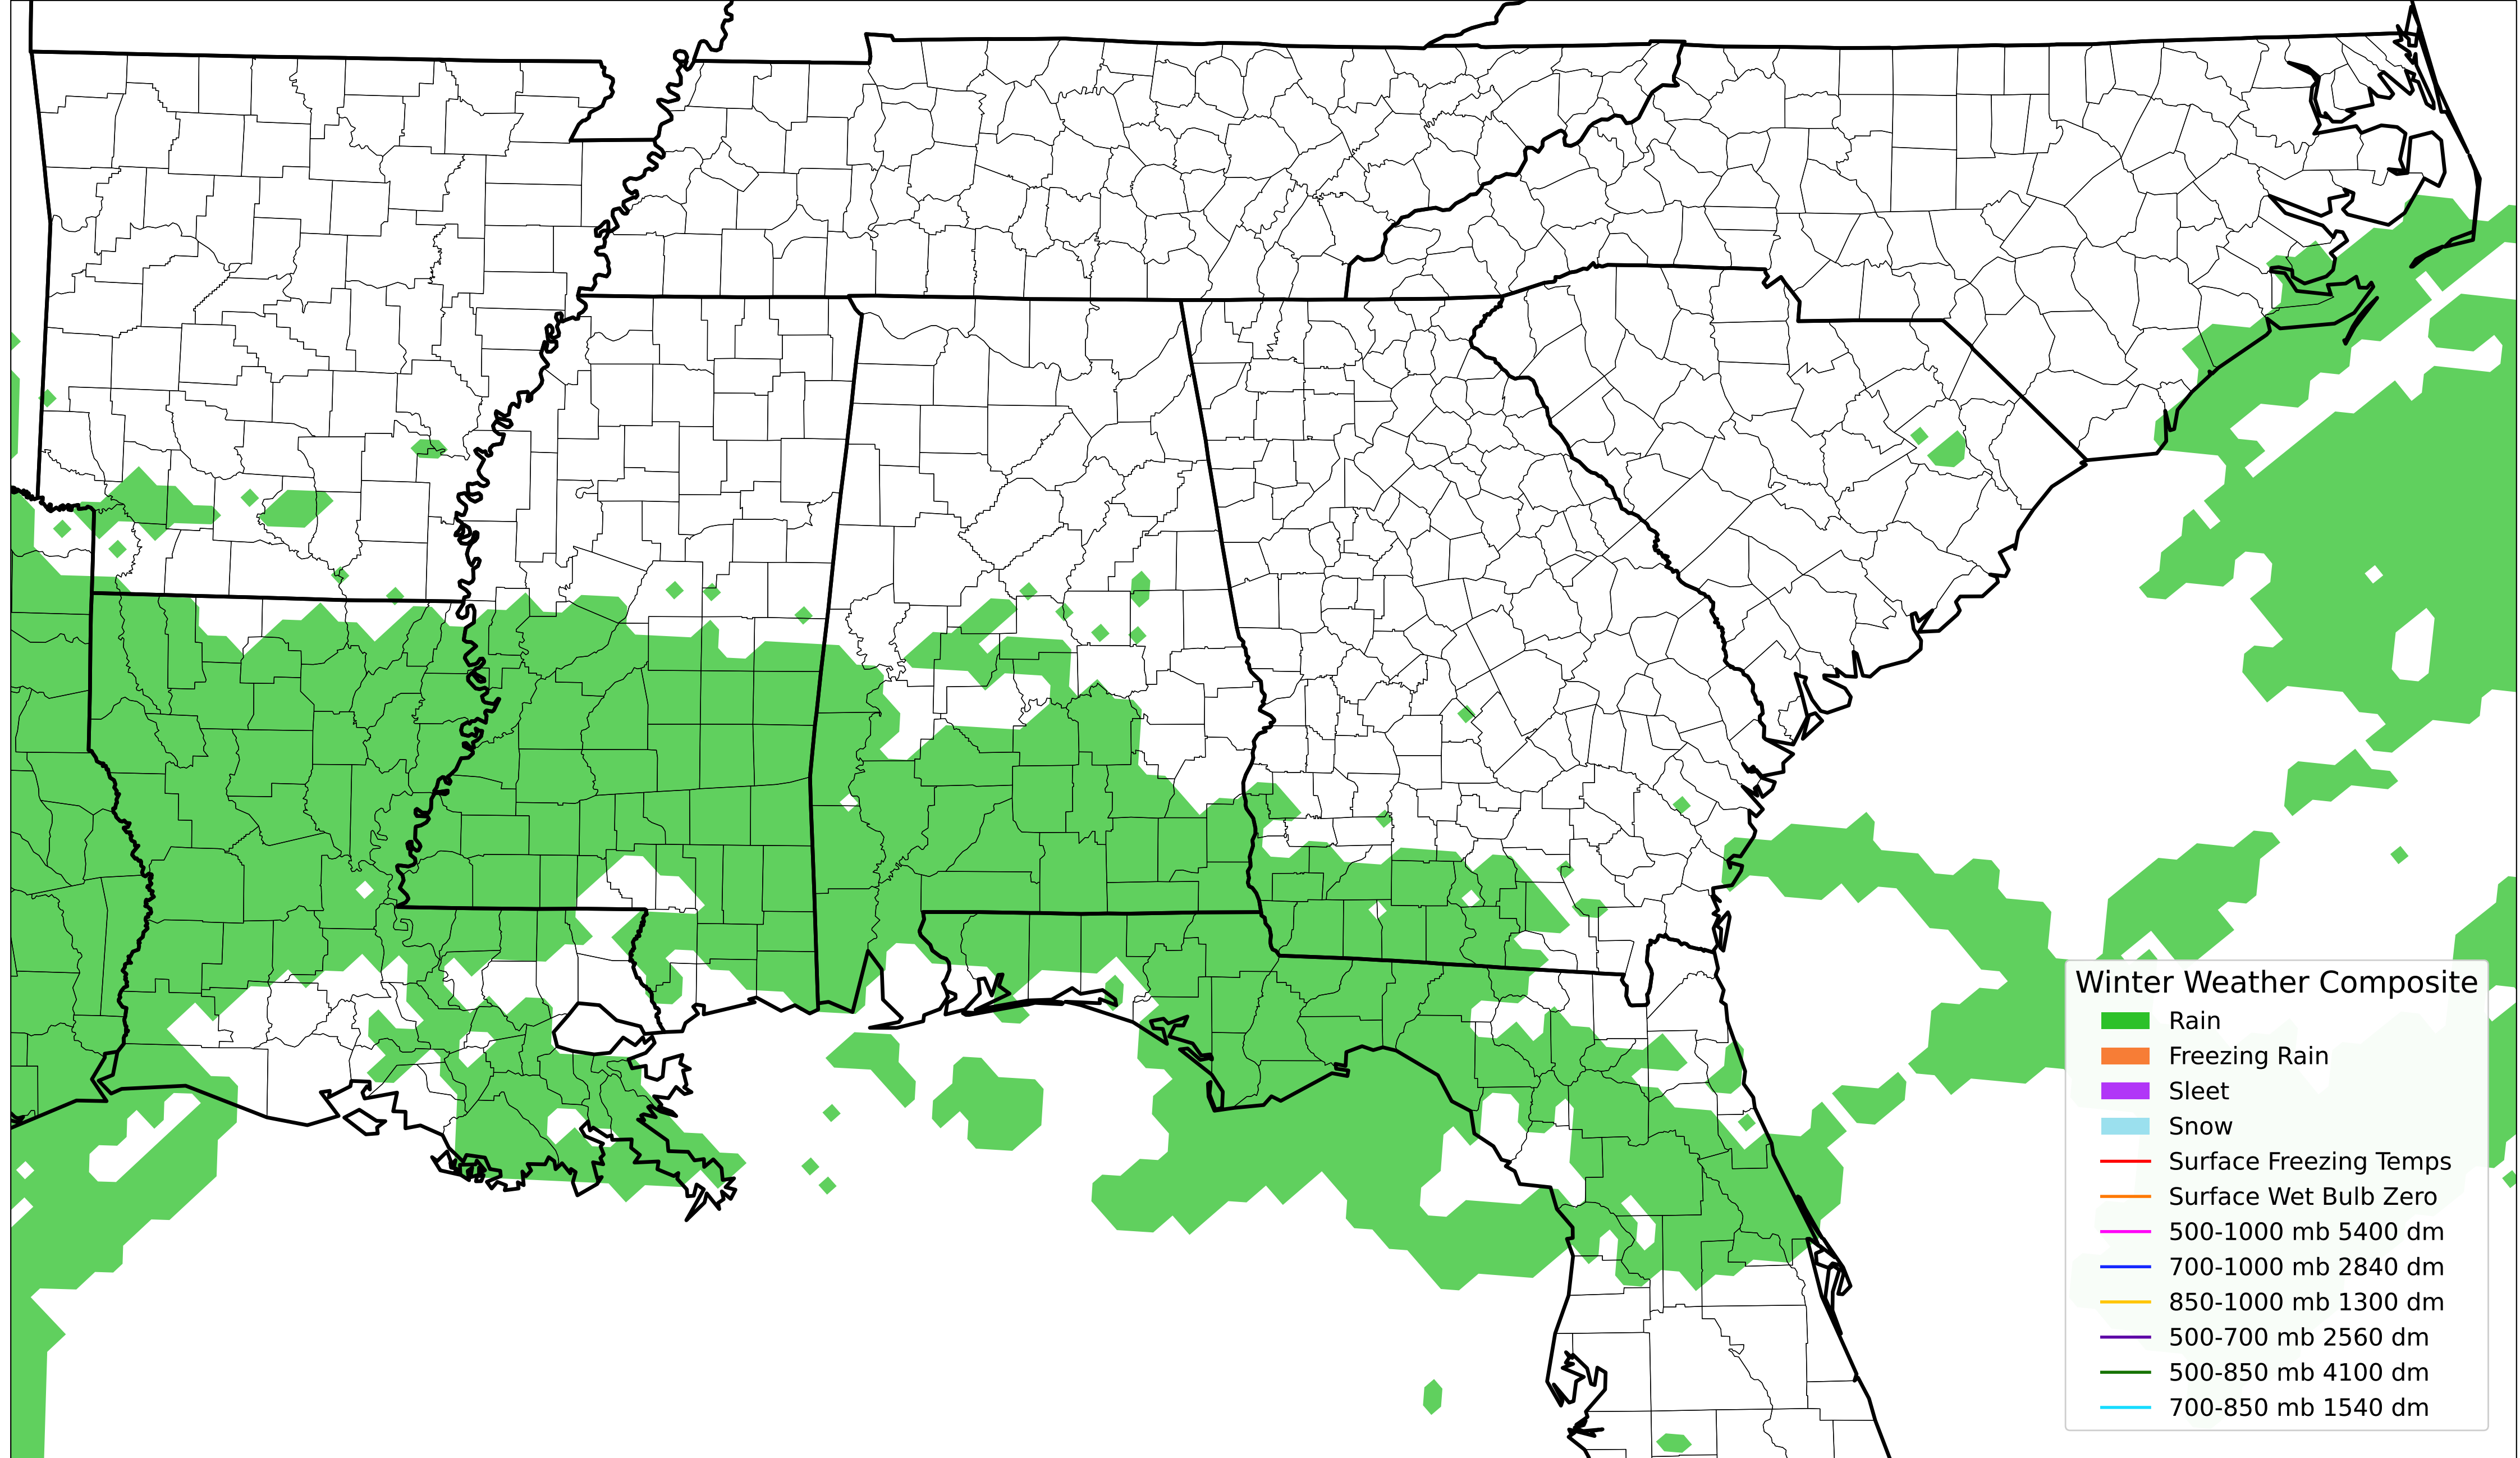 Winter Weather Composite
Rain
Freezing Rain
Sleet
Snow
Surface Freezing Temps
Surface Wet Bulb Zero
500-1000 mb 5400 dm
700-1000 mb 2840 dm
850-1000 mb 1300 dm
500-700 mb 2560 dm
500-850 mb 4100 dm
700-850 mb 1540 dm